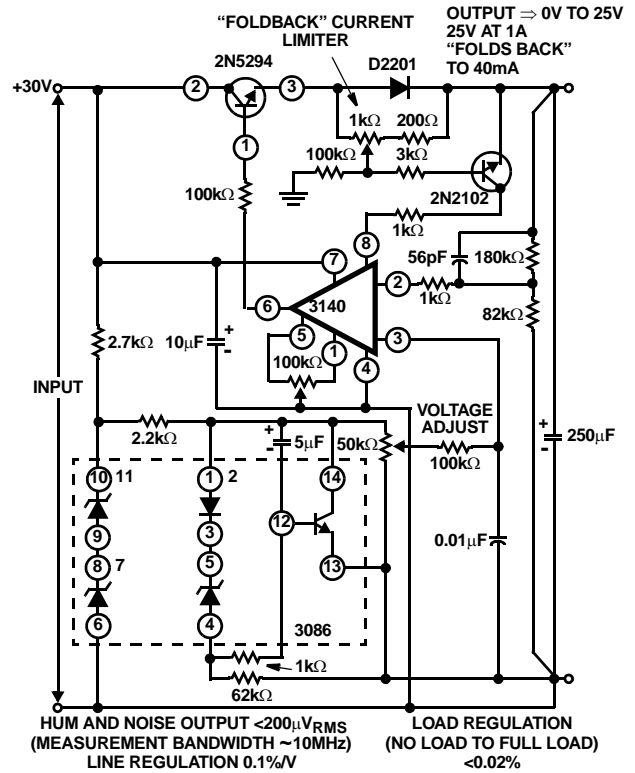 "FOLDBACK" CURRENT
LIMITER
OUTPUT ⇒ 0V TO 25V
25V AT 1A
"FOLDS BACK"
TO 40mA
2N5294
D2201
+30V
2
3
1kΩ
200Ω
1
100kΩ
3kΩ
100kΩ
2N2102
1kΩ
8
7
56pF
180kΩ
6
3140
2
1kΩ
5
82kΩ
2.7kΩ
10µF
+
-
1
3
100kΩ
4
INPUT
VOLTAGE
ADJUST
2.2kΩ
+
-
5µF
50kΩ
100kΩ
+
-
250µF
10
11
1
2
14
9
3
12
0.01µF
8
7
5
13
6
4
3086
1kΩ
62kΩ
HUM AND NOISE OUTPUT <200µVRMS
(MEASUREMENT BANDWIDTH ~10MHz)
LINE REGULATION 0.1%/V
LOAD REGULATION
(NO LOAD TO FULL LOAD)
<0.02%